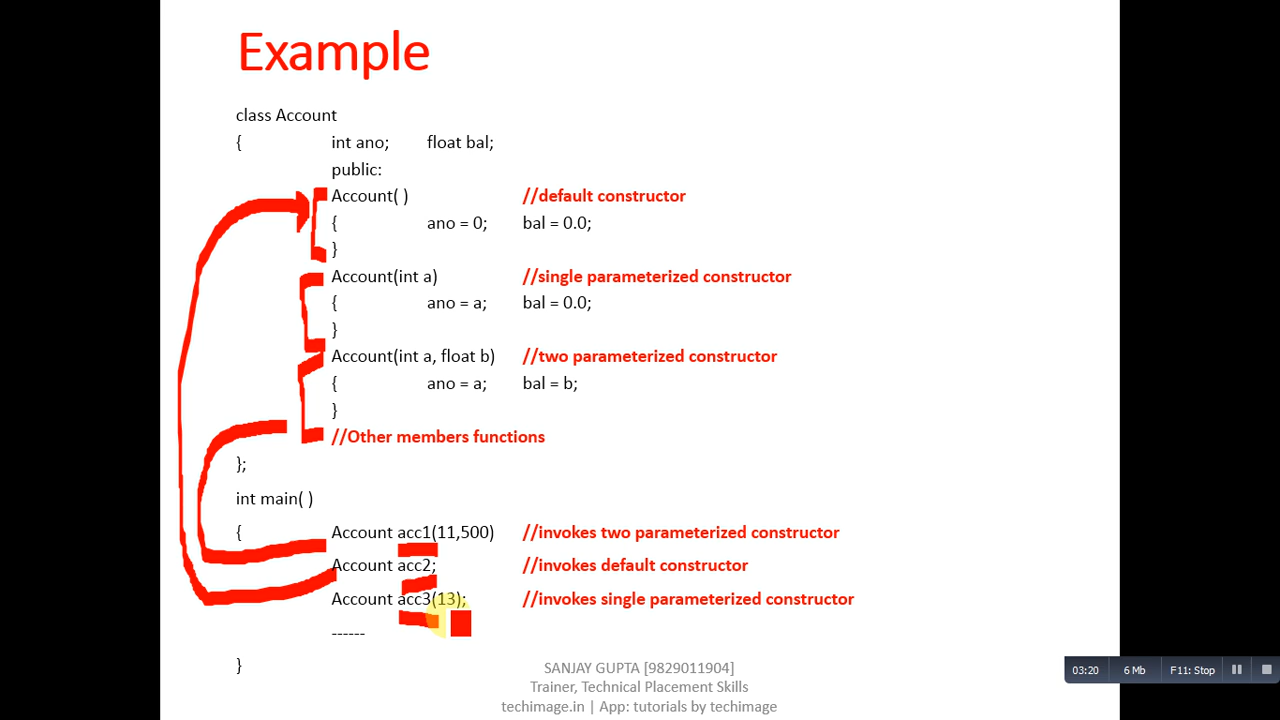 Example
class Account
{ int ano; float bal;
public:
Account( ) //default constructor
{ ano = 0; bal = 0.0;
}
Account(int a) //single parameterized constructor
{ ano = a; bal = 0.0;
}
Account(int a, float b) //two parameterized constructor
{ ano = a; bal = b;
}
//Other members functions
};
int main( )
{ Account acc1(11,500) //invokes two parameterized constructor
Account acc2; //invokes default constructor
Account acc3(13); //invokes single parameterized constructor
------
}
SANJAY GUPTA [9829011904]
Trainer, Technical Placement Skills
techimage.in | App: tutorials by techimage
03:20 6 Mb F11: Stop